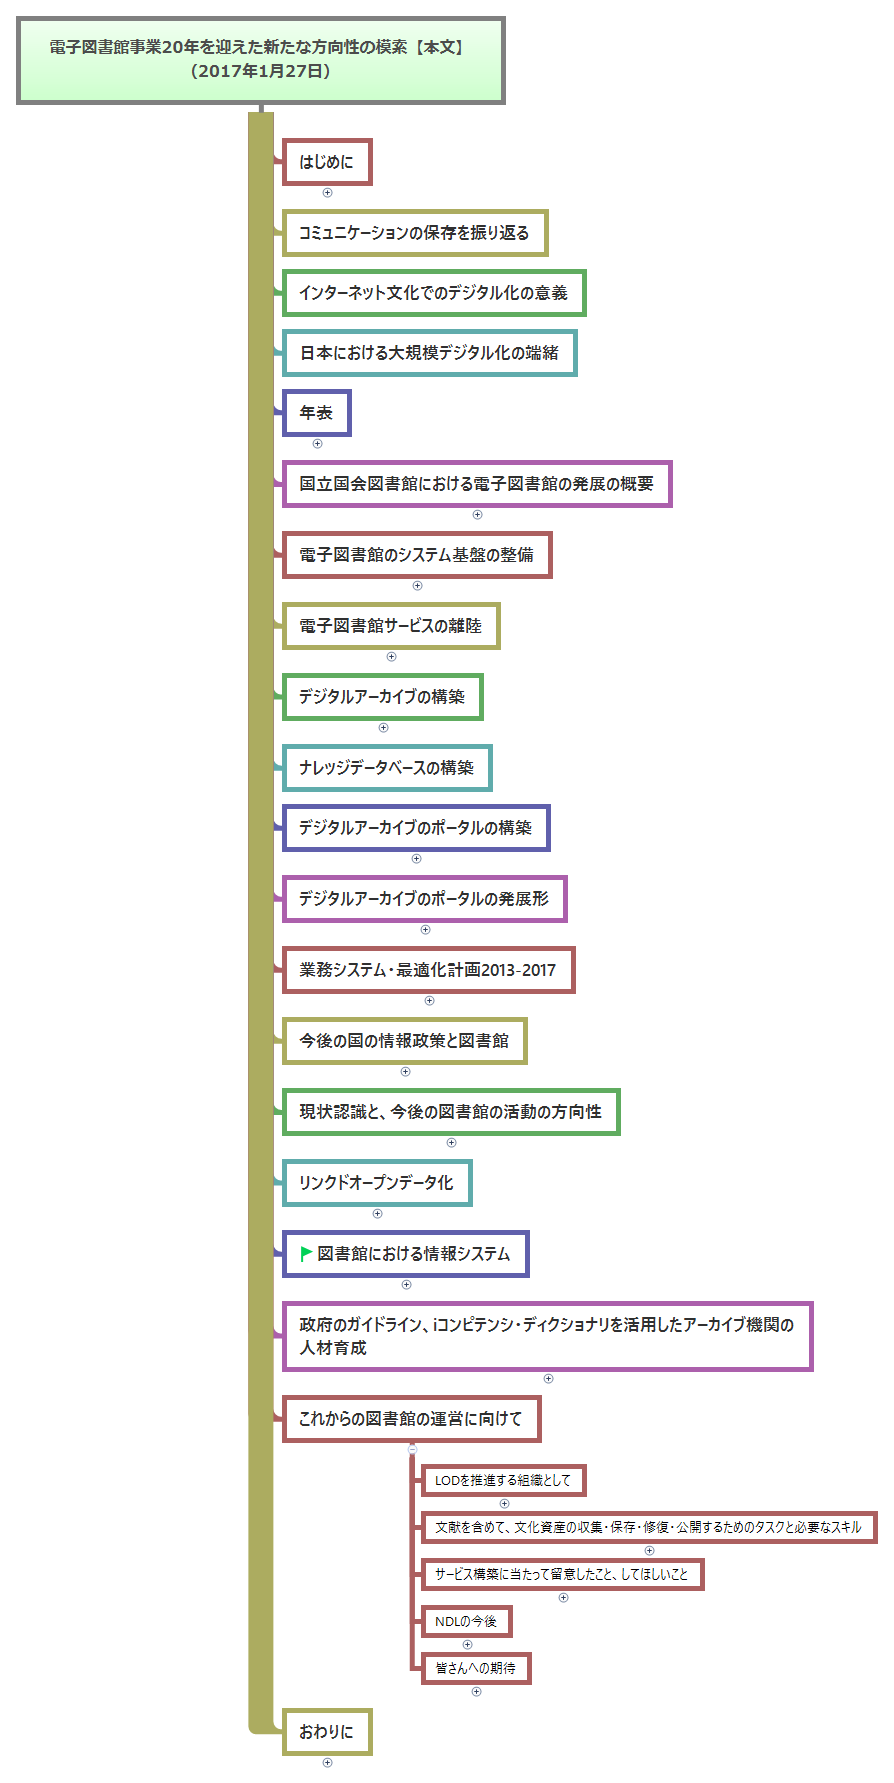 電子図書館事業20年を迎えた新たな方向性の模索【本文】
（2017年1月27日）
はじめに
コミュニケーションの保存を振り返る
インターネット文化でのデジタル化の意義
日本における大規模デジタル化の端緒
年表
国立国会図書館における電子図書館の発展の概要
電子図書館のシステム基盤の整備
電子図書館サービスの離陸
デジタルアーカイブの構築
ナレッジデータベースの構築
デジタルアーカイブのポータルの構築
デジタルアーカイブのポータルの発展形
業務システム・最適化計画2013-2017
今後の国の情報政策と図書館
現状認識と、今後の図書館の活動の方向性
リンクドオープンデータ化
図書館における情報システム
政府のガイドライン、iコンピテンシ・ディクショナリを活用したアーカイブ機関の
人材育成
これからの図書館の運営に向けて
LODを推進する組織として
文献を含めて、文化資産の収集・保存・修復・公開するためのタスクと必要なスキル
サービス構築に当たって留意したこと、してほしいこと
NDLの今後
皆さんへの期待
おわりに